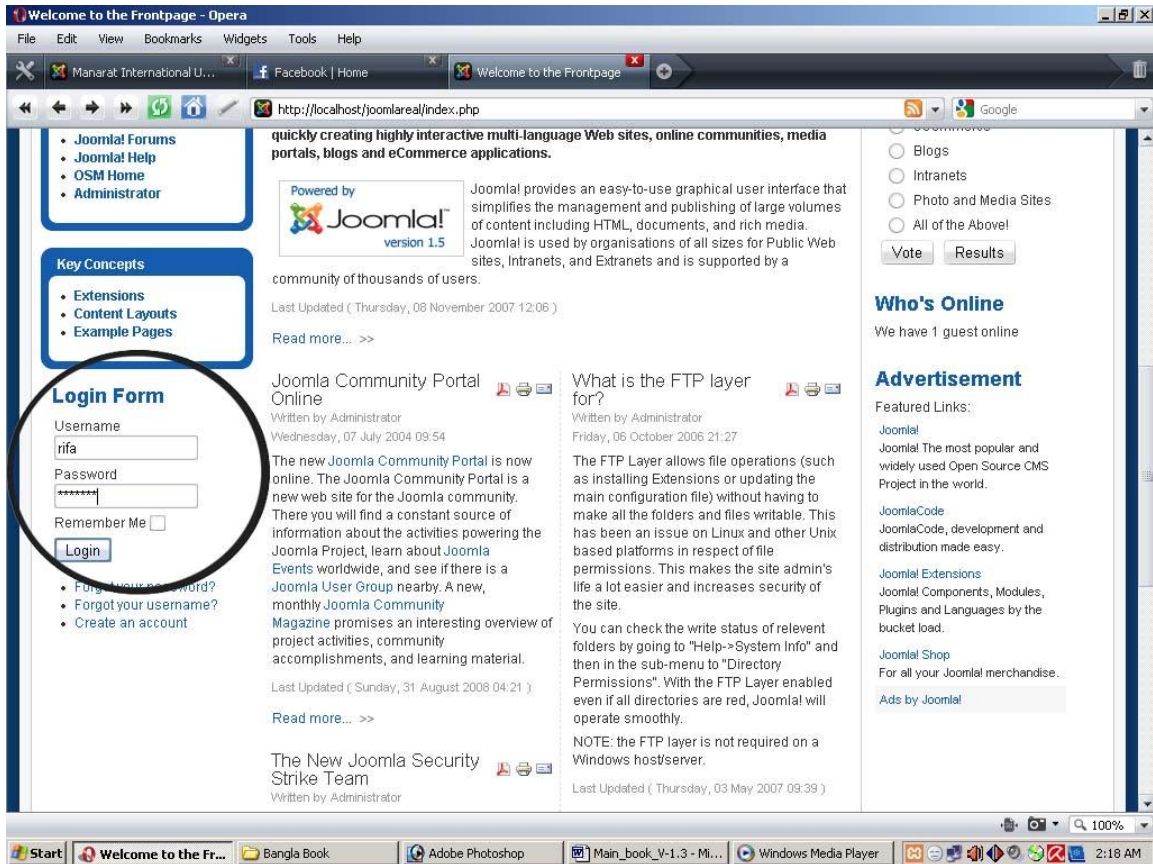 Welcome to the Frontpage - Opera
File Edit View Bookmarks Widgets Tools Help
Manarat International U...
Facebook | Home
Welcome to the Frontpage
http://localhost/joomlareal/index.php
Google
Joomla! Forums
Joomla! Help
OSM Home
Administrator
Key Concepts
Extensions
Content Layouts
Example Pages
Login Form
Username
rifa
Password
*******
Remember Me
Login
Forgot your password?
Forgot your username?
Create an account
quickly creating highly interactive multi-language Web sites, online communities, media
portals, blogs and eCommerce applications.
Powered by
Joomla!™
version 1.5
Joomla! provides an easy-to-use graphical user interface that
simplifies the management and publishing of large volumes
of content including HTML, documents, and rich media.
Joomla! is used by organisations of all sizes for Public Web
sites, Intranets, and Extranets and is supported by a
community of thousands of users.
Last Updated ( Thursday, 08 November 2007 12:06 )
Read more... >>
Joomla Community Portal
Online
Written by Administrator
Wednesday, 07 July 2004 09:54
The new Joomla Community Portal is now
online. The Joomla Community Portal is a
new web site for the Joomla community.
There you will find a constant source of
information about the activities powering the
Joomla Project, learn about Joomla
Events worldwide, and see if there is a
Joomla User Group nearby. A new,
monthly Joomla Community
Magazine promises an interesting overview of
project activities, community
accomplishments, and learning material.
Last Updated ( Sunday, 31 August 2008 04:21 )
Read more... >>
The New Joomla Security
Strike Team
Written by Administrator
What is the FTP layer
for?
Written by Administrator
Friday, 06 October 2006 21:27
The FTP Layer allows file operations (such
as installing Extensions or updating the
main configuration file) without having to
make all the folders and files writable. This
has been an issue on Linux and other Unix
based platforms in respect of file
permissions. This makes the site admin's
life a lot easier and increases security of
the site.
You can check the write status of relevent
folders by going to "Help->System Info" and
then in the sub-menu to "Directory
Permissions". With the FTP Layer enabled
even if all directories are red, Joomla! will
operate smoothly.
NOTE: the FTP layer is not required on a
Windows host/server.
Last Updated ( Thursday, 03 May 2007 09:39 )
Blogs
Intranets
Photo and Media Sites
All of the Above!
Vote Results
Who's Online
We have 1 guest online
Advertisement
Featured Links:
Joomla!
Joomla! The most popular and
widely used Open Source CMS
Project in the world.
JoomlaCode
JoomlaCode, development and
distribution made easy.
Joomla! Extensions
Joomla! Components, Modules,
Plugins and Languages by the
bucket load.
Joomla! Shop
For all your Joomla! merchandise.
Ads by Joomla!
100%
Start
Welcome to the Fr...
Bangla Book
Adobe Photoshop
Main_book_V-1.3 - Mi...
Windows Media Player
2:18 AM